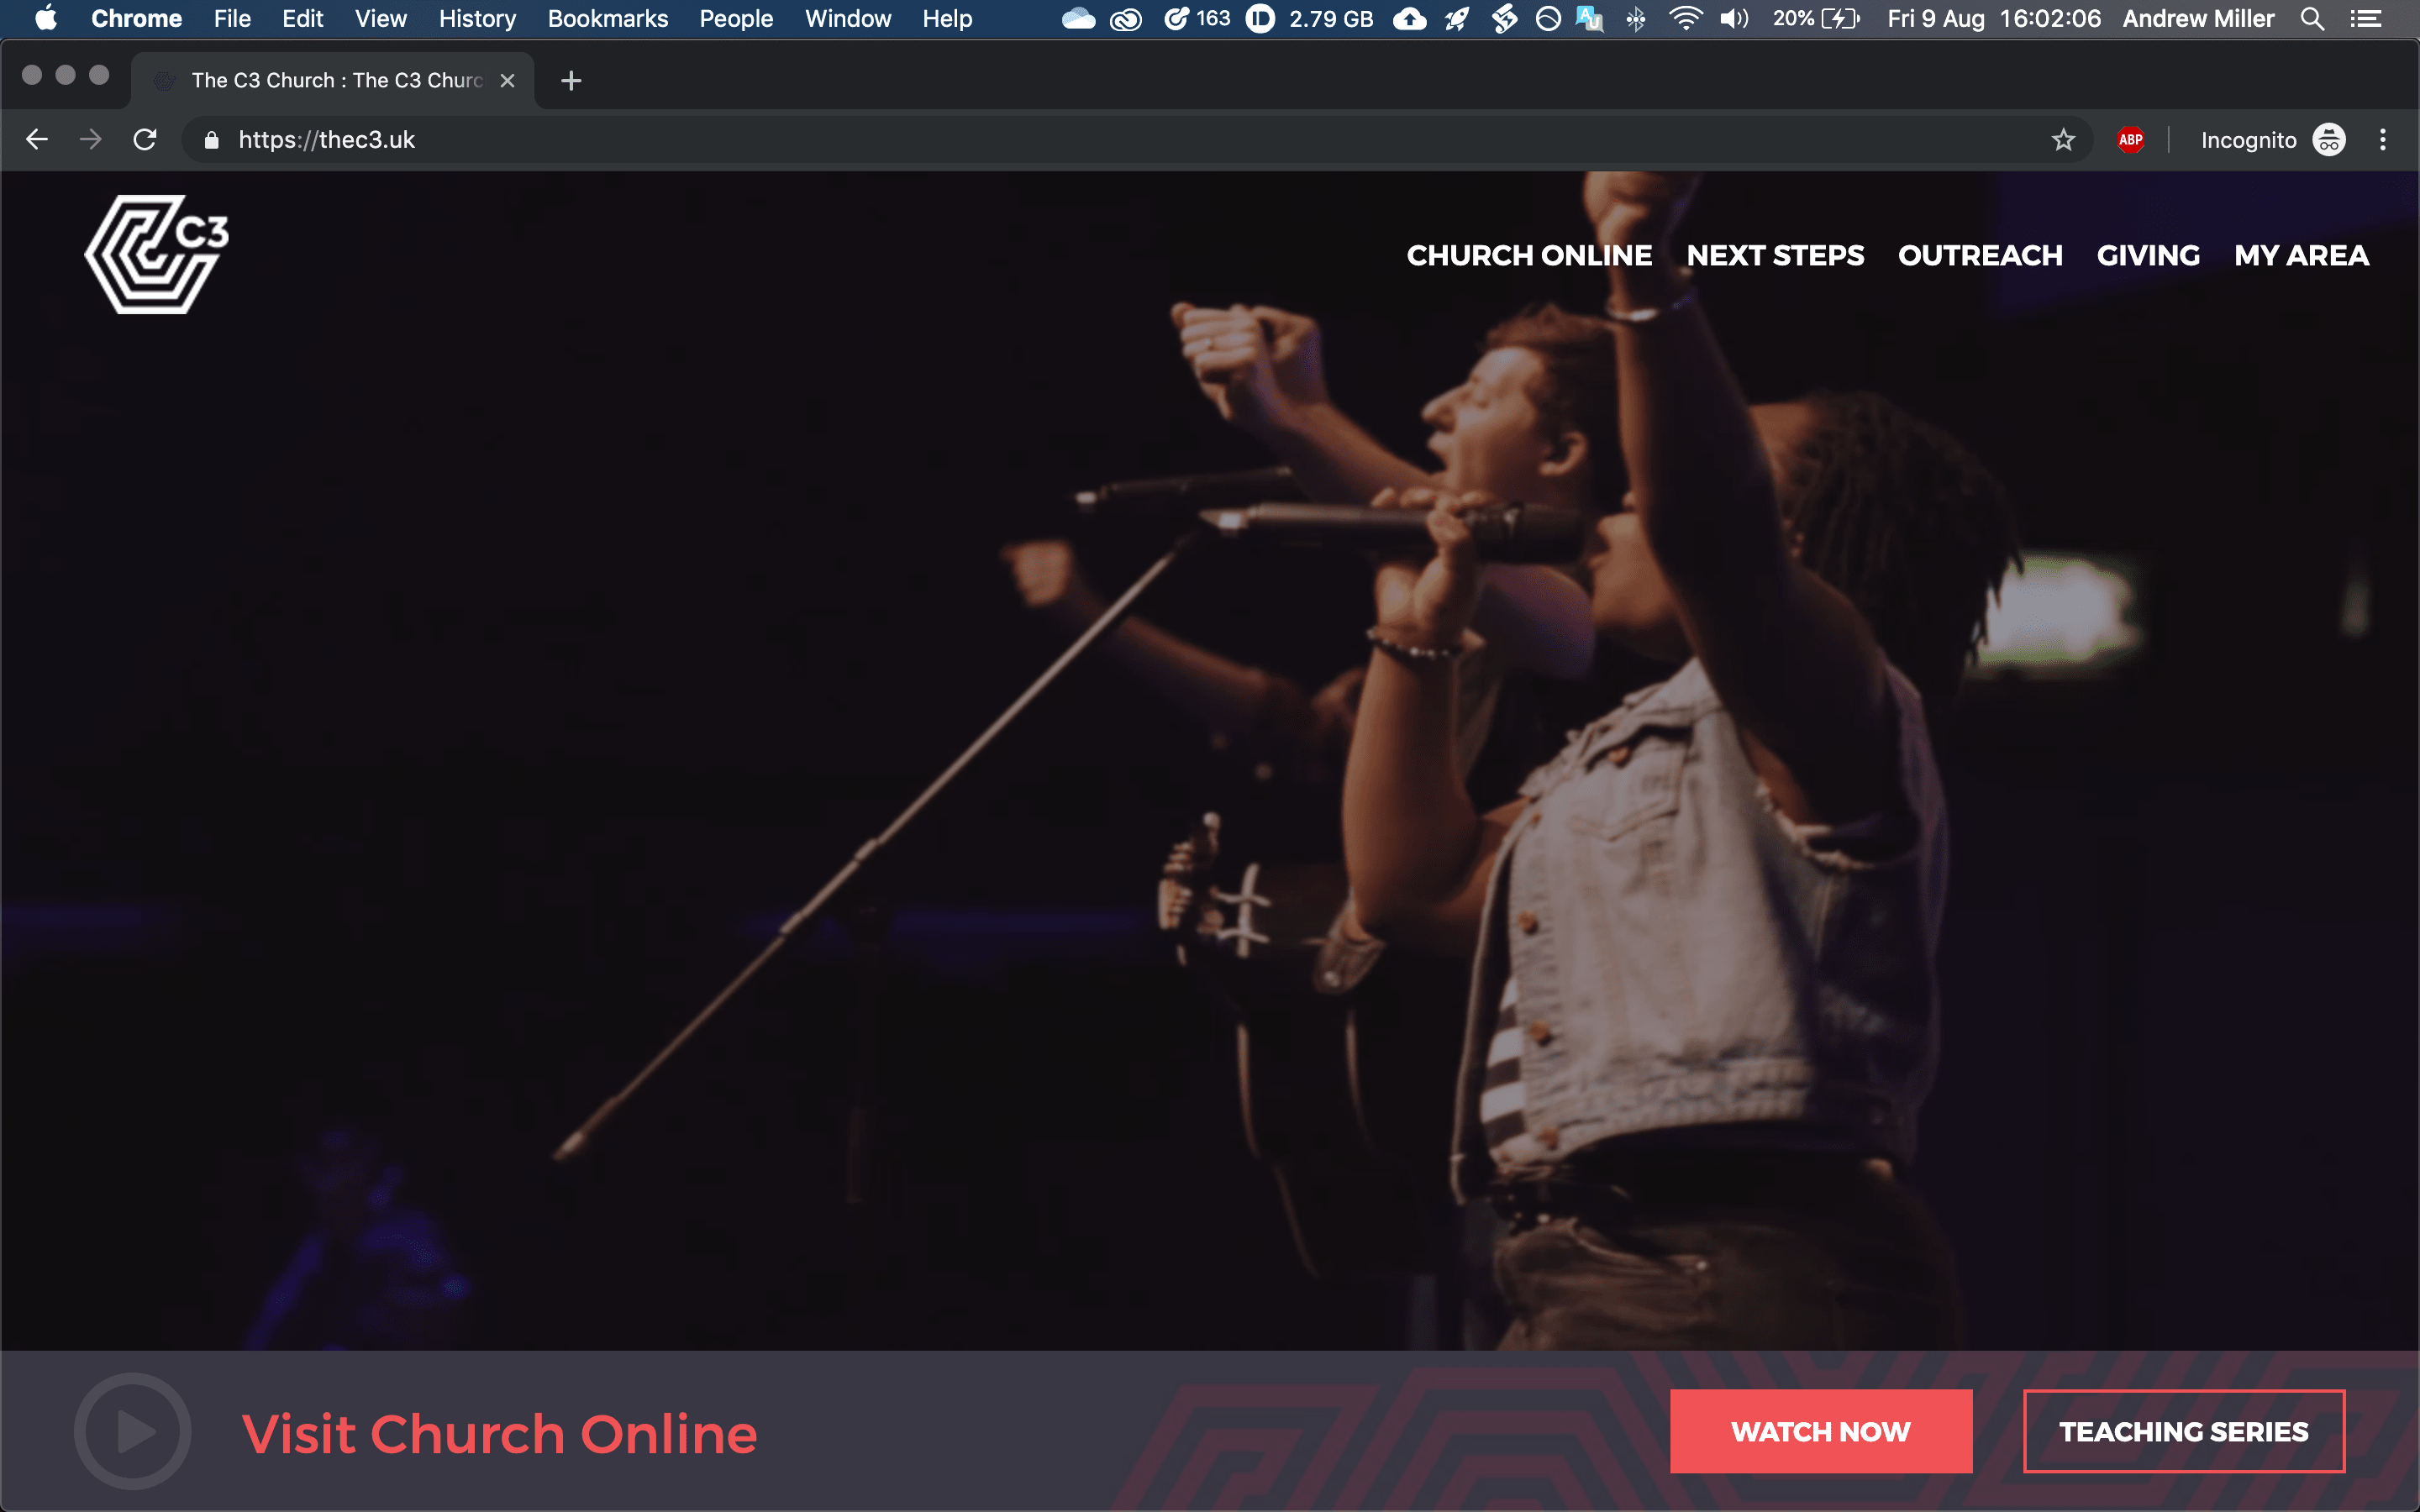 Chrome File Edit View History Bookmarks People Window Help 163 2.79 GB 20% Fri 9 Aug 16:02:06 Andrew Miller
The C3 Church : The C3 Churc
https://thec3.uk ABP Incognito
C3
CHURCH ONLINE NEXT STEPS OUTREACH GIVING MY AREA
Visit Church Online WATCH NOW TEACHING SERIES